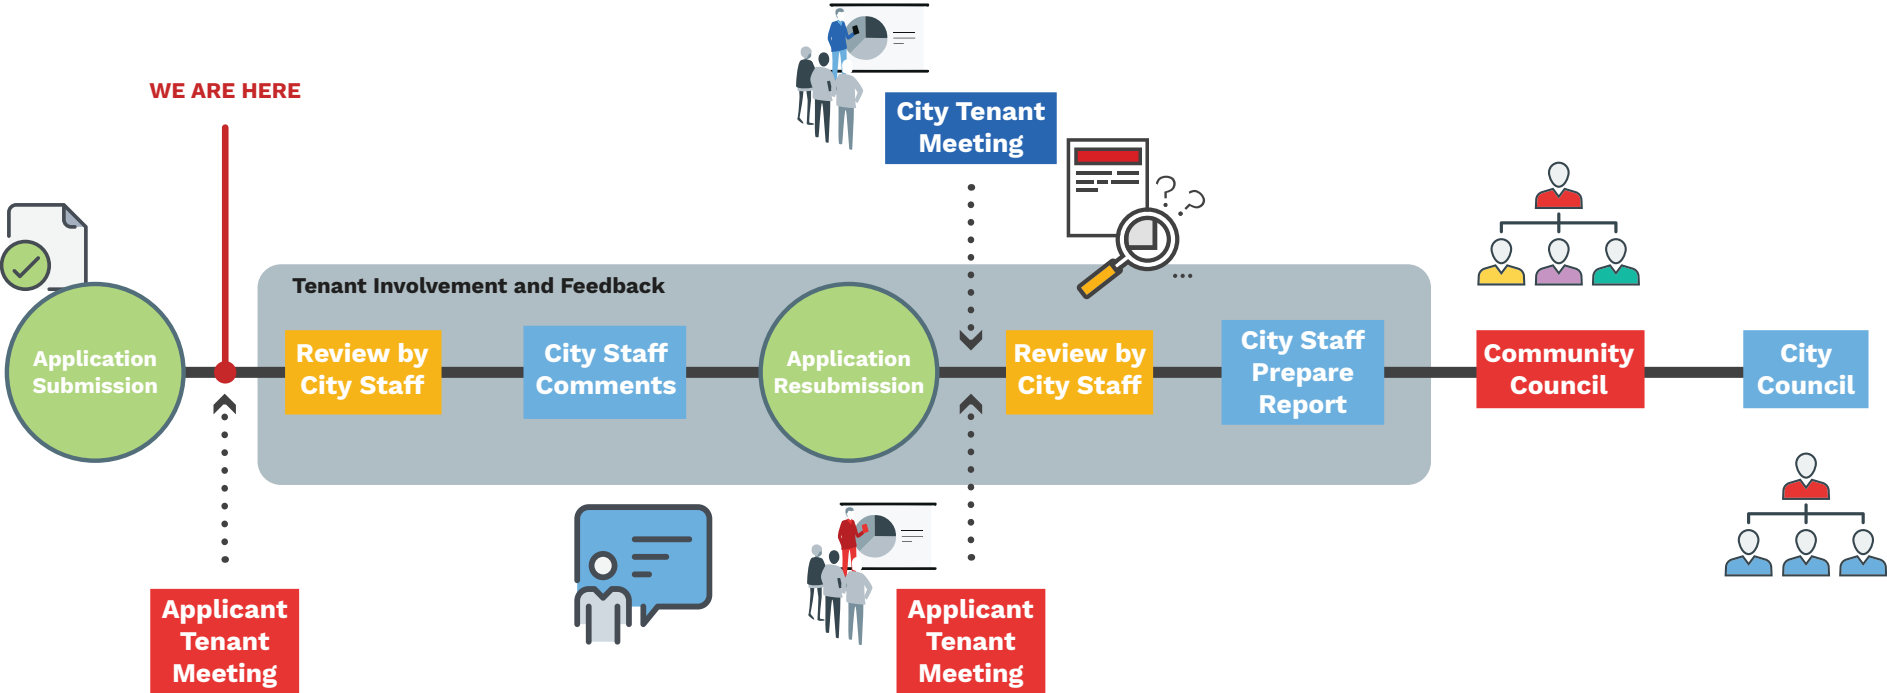 WE ARE HERE
City Tenant
Meeting
? ?
...
Tenant Involvement and Feedback
Application
Submission
Review by
City Staff
City Staff
Comments
Application
Resubmission
Review by
City Staff
City Staff
Prepare
Report
Community
Council
City
Council
Applicant
Tenant
Meeting
Applicant
Tenant
Meeting